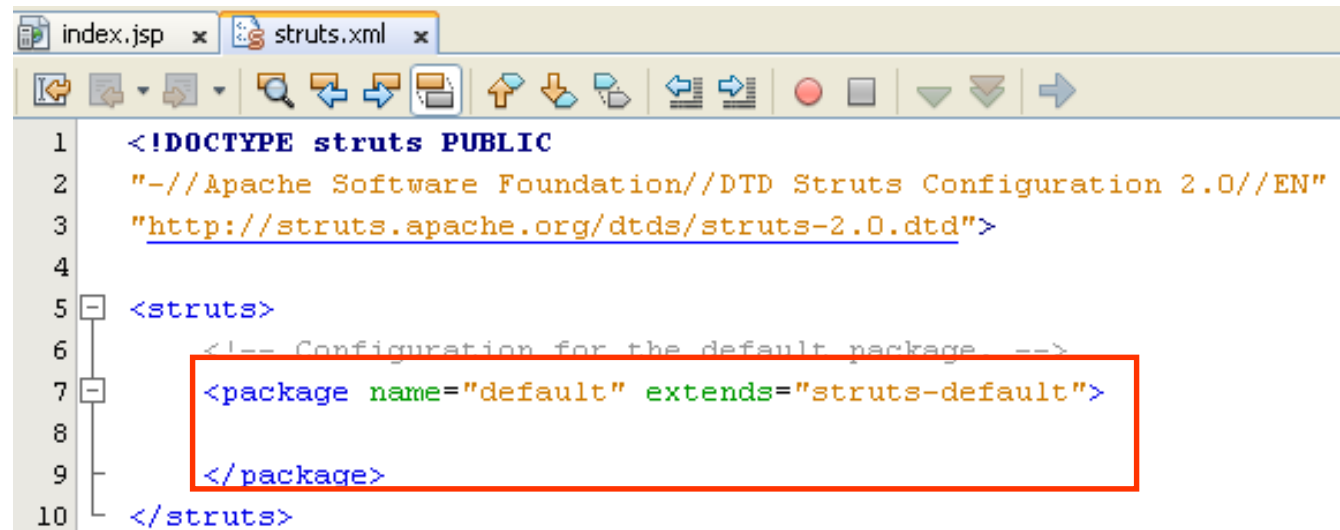 index.jsp x struts.xml x
1 <!DOCTYPE struts PUBLIC
2 "-//Apache Software Foundation//DTD Struts Configuration 2.0//EN"
3 "http://struts.apache.org/dtds/struts-2.0.dtd">
4
5 <struts>
6 <!-- Configuration for the default package. -->
7 <package name="default" extends="struts-default">
8
9 </package>
10 </struts>